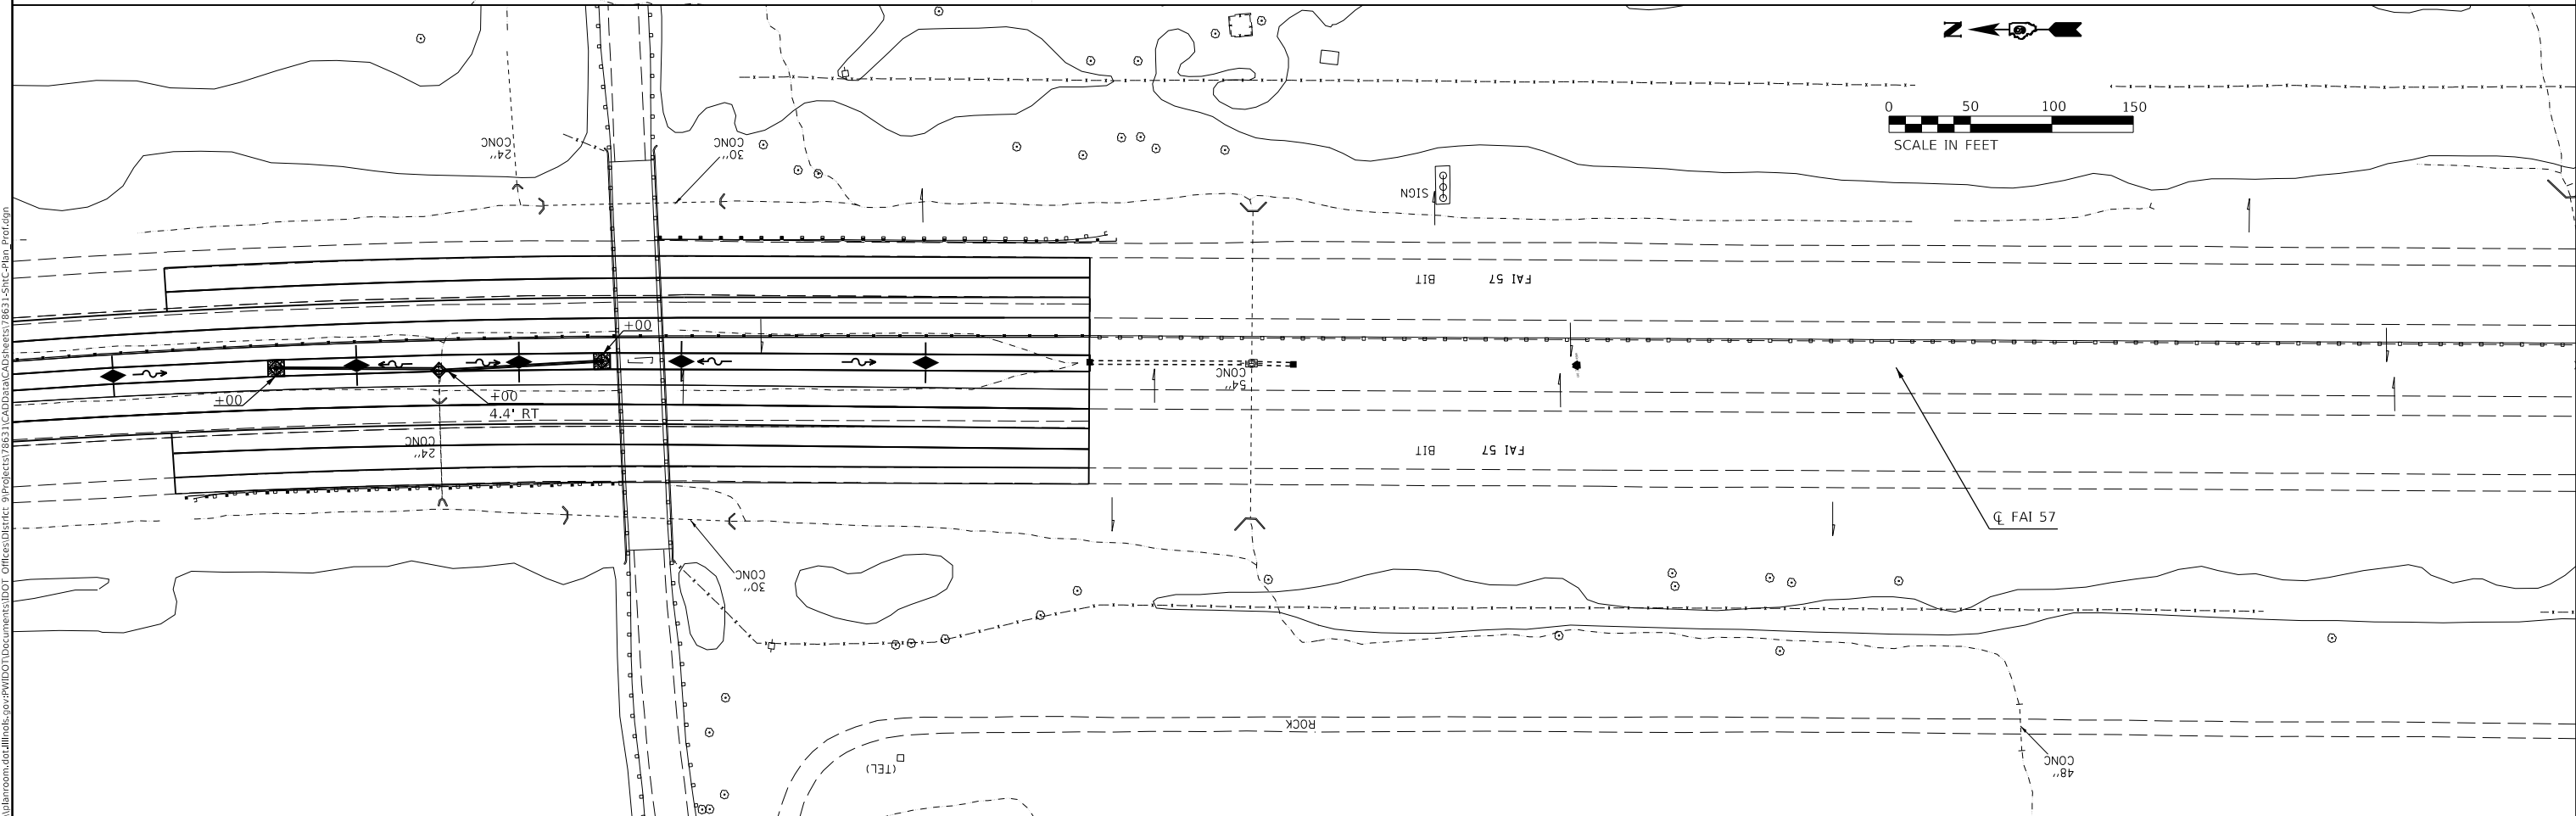 N
0 50 100 150
SCALE IN FEET
24"
CONC
30"
CONC
SIGN
FAI 57
BIT
+00
+00
+00
4.4' RT
54"
CONC
24"
CONC
FAI 57
BIT
℄ FAI 57
30"
CONC
ROCK
(TEL)
48"
CONC
\planroom.dot.illinois.gov:PWIDOT\Documents\IDOT Offices\District 9\Projects\78631\CADData\CADsheets\78631-ShtC-Plan_Prof.dgn